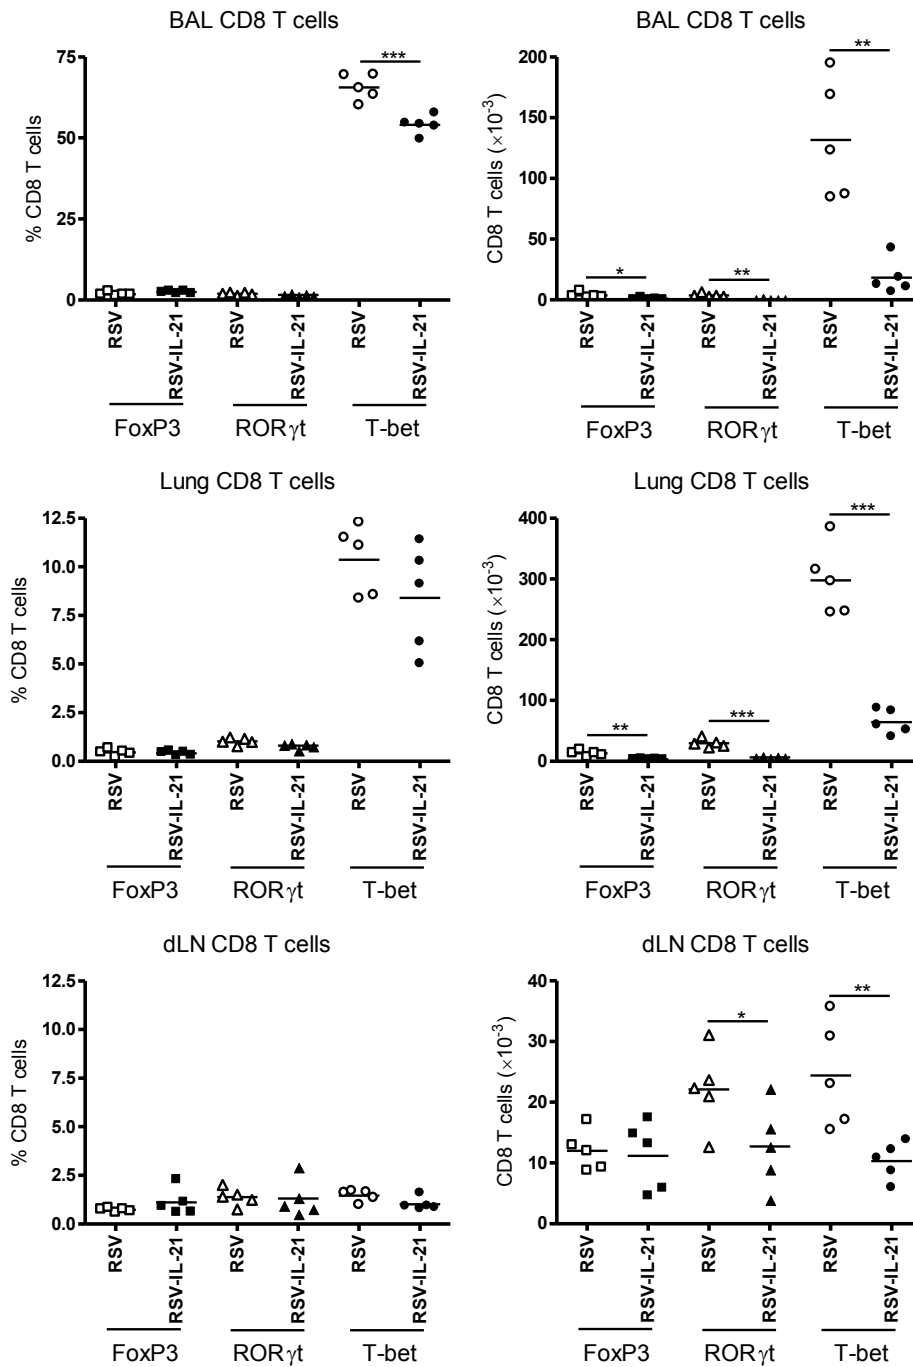 BAL CD8 T cells
% CD8 T cells
75
50
25
0
***
RSV
RSV-IL-21
RSV
RSV-IL-21
RSV
RSV-IL-21
FoxP3
RORγt
T-bet
BAL CD8 T cells
CD8 T cells (×10⁻³)
200
150
100
50
0
*
**
**
RSV
RSV-IL-21
RSV
RSV-IL-21
RSV
RSV-IL-21
FoxP3
RORγt
T-bet
Lung CD8 T cells
% CD8 T cells
12.5
10.0
7.5
5.0
2.5
0.0
RSV
RSV-IL-21
RSV
RSV-IL-21
RSV
RSV-IL-21
FoxP3
RORγt
T-bet
Lung CD8 T cells
CD8 T cells (×10⁻³)
400
300
200
100
0
**
***
***
RSV
RSV-IL-21
RSV
RSV-IL-21
RSV
RSV-IL-21
FoxP3
RORγt
T-bet
dLN CD8 T cells
% CD8 T cells
12.5
10.0
7.5
5.0
2.5
0.0
RSV
RSV-IL-21
RSV
RSV-IL-21
RSV
RSV-IL-21
FoxP3
RORγt
T-bet
dLN CD8 T cells
CD8 T cells (×10⁻³)
40
30
20
10
0
*
**
RSV
RSV-IL-21
RSV
RSV-IL-21
RSV
RSV-IL-21
FoxP3
RORγt
T-bet